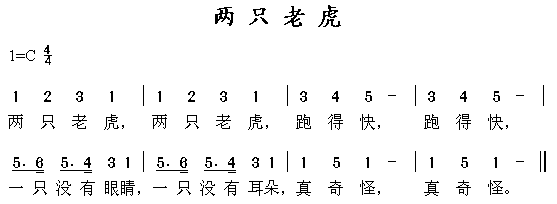 两只老虎
1=C 4/4
1 2 3 1 | 1 2 3 1 | 3 4 5 - | 3 4 5 - |
两 只 老 虎, 两 只 老 虎, 跑 得 快, 跑 得 快,
5. 6 5. 4 3 1 | 5. 6 5. 4 3 1 | 1 5 1 - | 1 5 1 - ‖
一 只 没 有 眼 睛, 一 只 没 有 耳 朵, 真 奇 怪, 真 奇 怪。